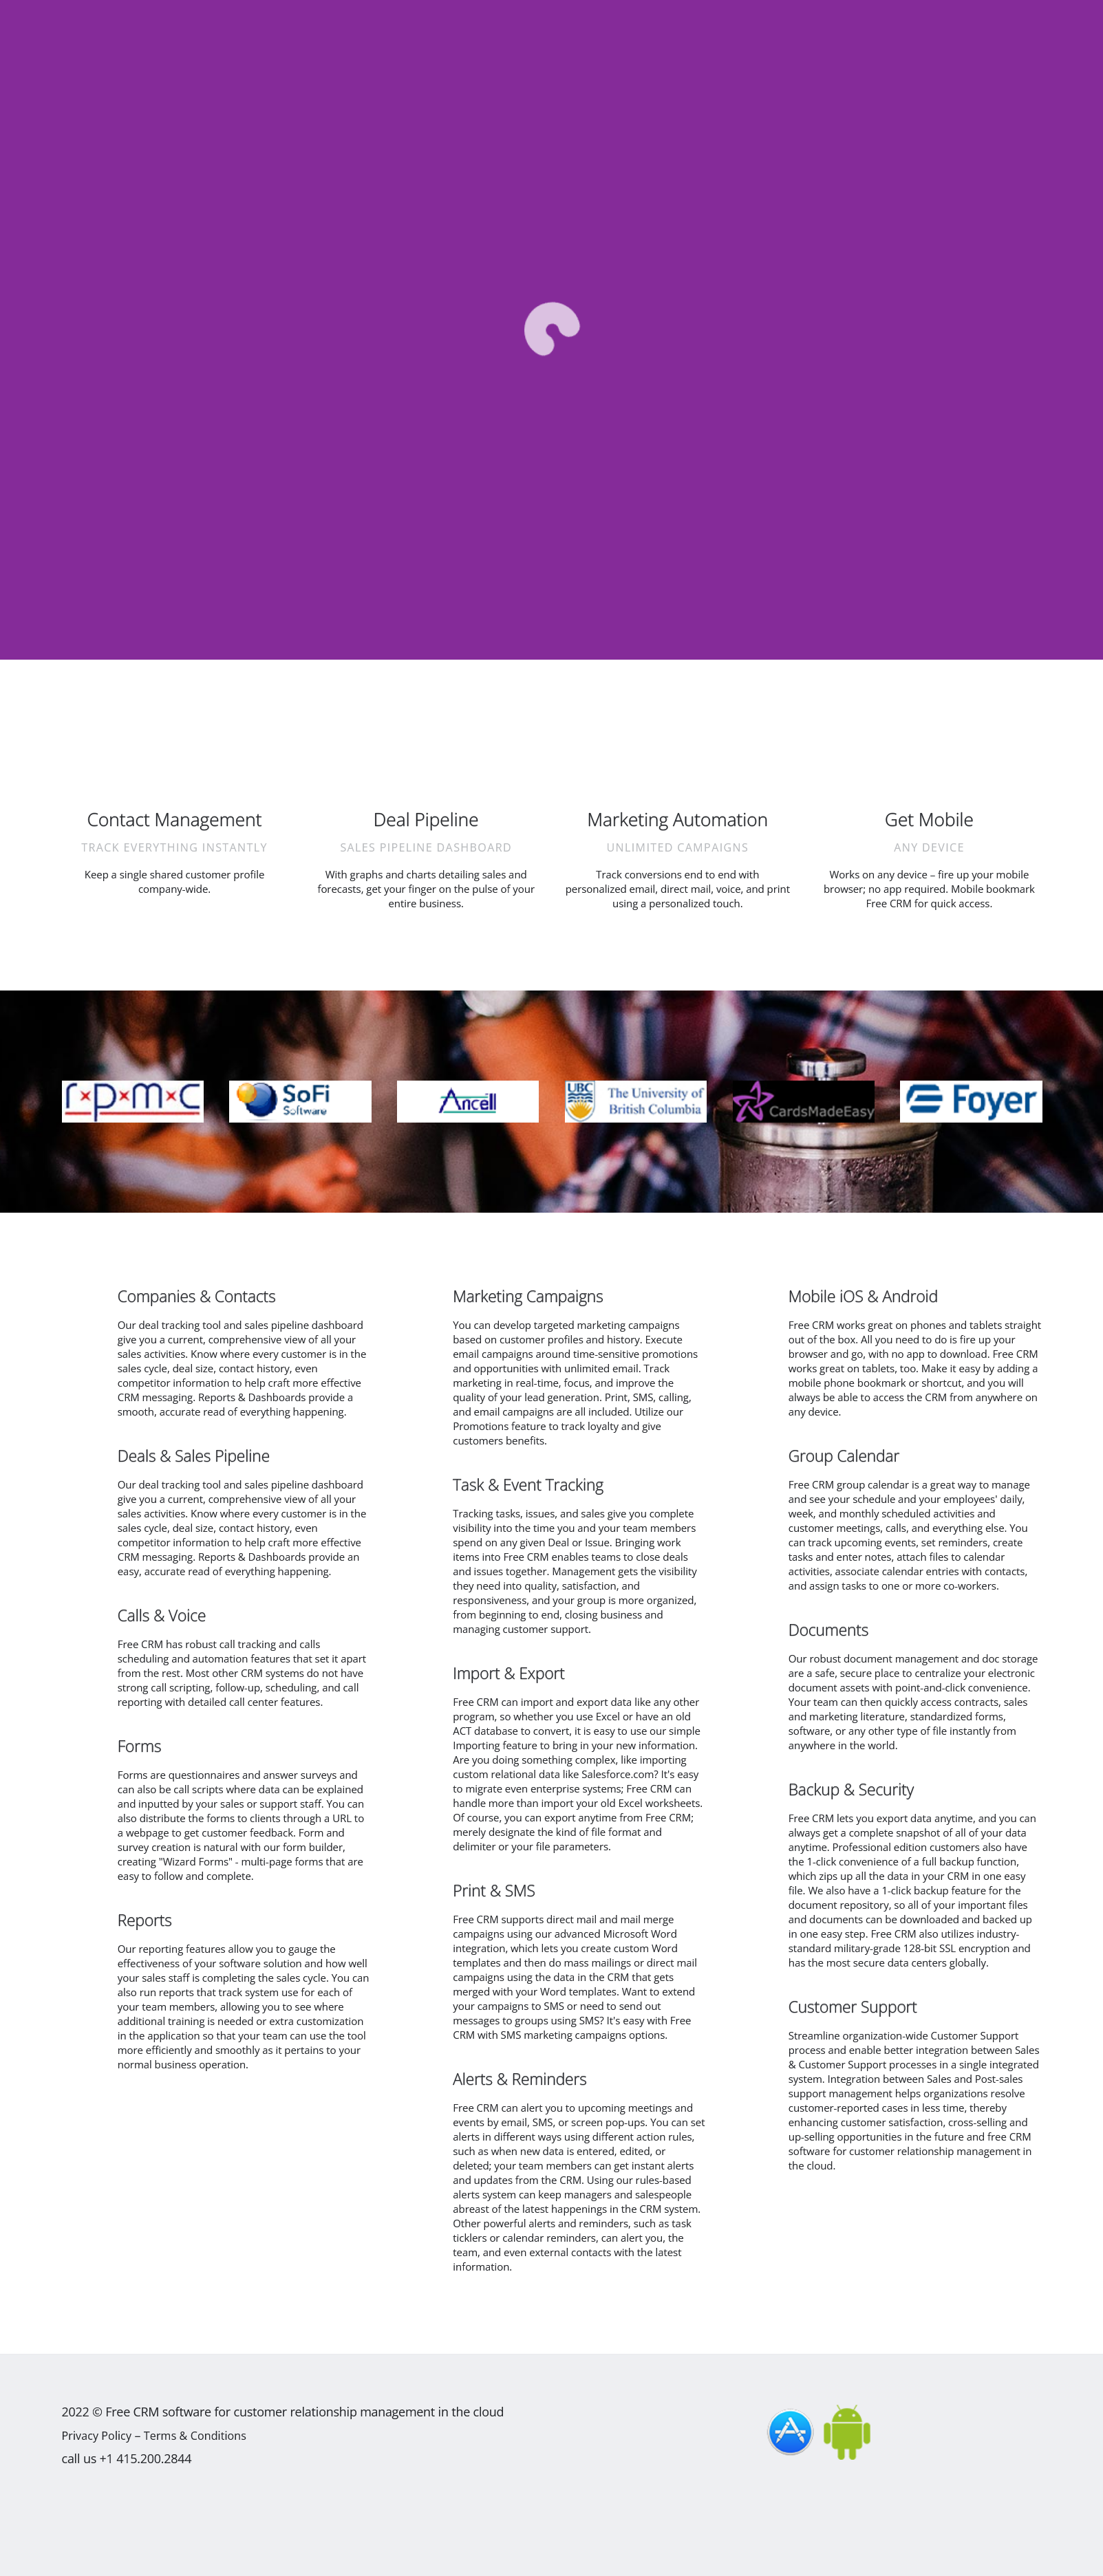 Contact Management
TRACK EVERYTHING INSTANTLY
Keep a single shared customer profile
company-wide.
Deal Pipeline
SALES PIPELINE DASHBOARD
With graphs and charts detailing sales and
forecasts, get your finger on the pulse of your
entire business.
Marketing Automation
UNLIMITED CAMPAIGNS
Track conversions end to end with
personalized email, direct mail, voice, and print
using a personalized touch.
Get Mobile
ANY DEVICE
Works on any device – fire up your mobile
browser; no app required. Mobile bookmark
Free CRM for quick access.
r×p×m×c
SoFi
Software
Ancell
UBC
The University of
British Columbia
CardsMadeEasy
Foyer
Companies & Contacts
Our deal tracking tool and sales pipeline dashboard
give you a current, comprehensive view of all your
sales activities. Know where every customer is in the
sales cycle, deal size, contact history, even
competitor information to help craft more effective
CRM messaging. Reports & Dashboards provide a
smooth, accurate read of everything happening.
Deals & Sales Pipeline
Our deal tracking tool and sales pipeline dashboard
give you a current, comprehensive view of all your
sales activities. Know where every customer is in the
sales cycle, deal size, contact history, even
competitor information to help craft more effective
CRM messaging. Reports & Dashboards provide an
easy, accurate read of everything happening.
Calls & Voice
Free CRM has robust call tracking and calls
scheduling and automation features that set it apart
from the rest. Most other CRM systems do not have
strong call scripting, follow-up, scheduling, and call
reporting with detailed call center features.
Forms
Forms are questionnaires and answer surveys and
can also be call scripts where data can be explained
and inputted by your sales or support staff. You can
also distribute the forms to clients through a URL to
a webpage to get customer feedback. Form and
survey creation is natural with our form builder,
creating "Wizard Forms" - multi-page forms that are
easy to follow and complete.
Reports
Our reporting features allow you to gauge the
effectiveness of your software solution and how well
your sales staff is completing the sales cycle. You can
also run reports that track system use for each of
your team members, allowing you to see where
additional training is needed or extra customization
in the application so that your team can use the tool
more efficiently and smoothly as it pertains to your
normal business operation.
Marketing Campaigns
You can develop targeted marketing campaigns
based on customer profiles and history. Execute
email campaigns around time-sensitive promotions
and opportunities with unlimited email. Track
marketing in real-time, focus, and improve the
quality of your lead generation. Print, SMS, calling,
and email campaigns are all included. Utilize our
Promotions feature to track loyalty and give
customers benefits.
Task & Event Tracking
Tracking tasks, issues, and sales give you complete
visibility into the time you and your team members
spend on any given Deal or Issue. Bringing work
items into Free CRM enables teams to close deals
and issues together. Management gets the visibility
they need into quality, satisfaction, and
responsiveness, and your group is more organized,
from beginning to end, closing business and
managing customer support.
Import & Export
Free CRM can import and export data like any other
program, so whether you use Excel or have an old
ACT database to convert, it is easy to use our simple
Importing feature to bring in your new information.
Are you doing something complex, like importing
custom relational data like Salesforce.com? It's easy
to migrate even enterprise systems; Free CRM can
handle more than import your old Excel worksheets.
Of course, you can export anytime from Free CRM;
merely designate the kind of file format and
delimiter or your file parameters.
Print & SMS
Free CRM supports direct mail and mail merge
campaigns using our advanced Microsoft Word
integration, which lets you create custom Word
templates and then do mass mailings or direct mail
campaigns using the data in the CRM that gets
merged with your Word templates. Want to extend
your campaigns to SMS or need to send out
messages to groups using SMS? It's easy with Free
CRM with SMS marketing campaigns options.
Alerts & Reminders
Free CRM can alert you to upcoming meetings and
events by email, SMS, or screen pop-ups. You can set
alerts in different ways using different action rules,
such as when new data is entered, edited, or
deleted; your team members can get instant alerts
and updates from the CRM. Using our rules-based
alerts system can keep managers and salespeople
abreast of the latest happenings in the CRM system.
Other powerful alerts and reminders, such as task
ticklers or calendar reminders, can alert you, the
team, and even external contacts with the latest
information.
Mobile iOS & Android
Free CRM works great on phones and tablets straight
out of the box. All you need to do is fire up your
browser and go, with no app to download. Free CRM
works great on tablets, too. Make it easy by adding a
mobile phone bookmark or shortcut, and you will
always be able to access the CRM from anywhere on
any device.
Group Calendar
Free CRM group calendar is a great way to manage
and see your schedule and your employees' daily,
week, and monthly scheduled activities and
customer meetings, calls, and everything else. You
can track upcoming events, set reminders, create
tasks and enter notes, attach files to calendar
activities, associate calendar entries with contacts,
and assign tasks to one or more co-workers.
Documents
Our robust document management and doc storage
are a safe, secure place to centralize your electronic
document assets with point-and-click convenience.
Your team can then quickly access contracts, sales
and marketing literature, standardized forms,
software, or any other type of file instantly from
anywhere in the world.
Backup & Security
Free CRM lets you export data anytime, and you can
always get a complete snapshot of all of your data
anytime. Professional edition customers also have
the 1-click convenience of a full backup function,
which zips up all the data in your CRM in one easy
file. We also have a 1-click backup feature for the
document repository, so all of your important files
and documents can be downloaded and backed up
in one easy step. Free CRM also utilizes industry-
standard military-grade 128-bit SSL encryption and
has the most secure data centers globally.
Customer Support
Streamline organization-wide Customer Support
process and enable better integration between Sales
& Customer Support processes in a single integrated
system. Integration between Sales and Post-sales
support management helps organizations resolve
customer-reported cases in less time, thereby
enhancing customer satisfaction, cross-selling and
up-selling opportunities in the future and free CRM
software for customer relationship management in
the cloud.
2022 © Free CRM software for customer relationship management in the cloud
Privacy Policy – Terms & Conditions
call us +1 415.200.2844